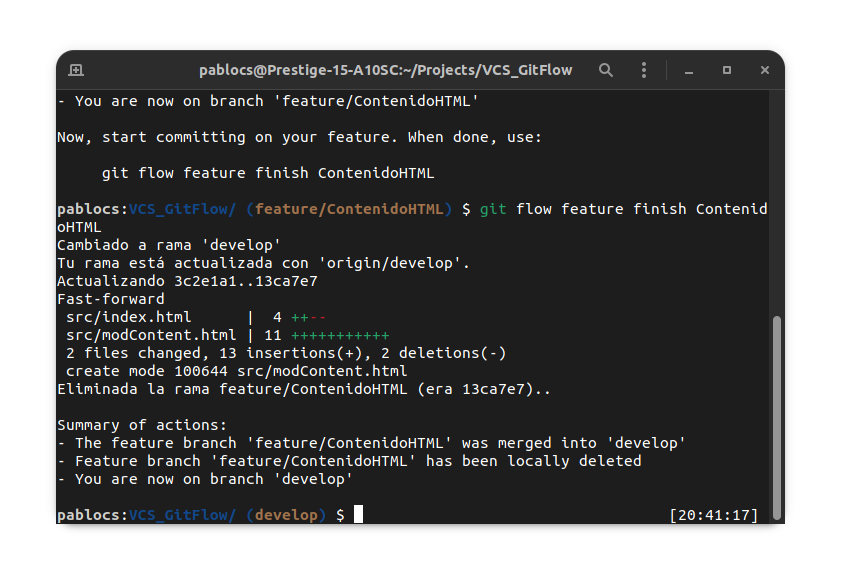 pablocs@Prestige-15-A10SC:~/Projects/VCS_GitFlow
- You are now on branch 'feature/ContenidoHTML'
Now, start committing on your feature. When done, use:
git flow feature finish ContenidoHTML
pablocs:VCS_GitFlow/ (feature/ContenidoHTML) $ git flow feature finish Contenid
oHTML
Cambiado a rama 'develop'
Tu rama está actualizada con 'origin/develop'.
Actualizando 3c2e1a1..13ca7e7
Fast-forward
src/index.html | 4 ++--
src/modContent.html | 11 +++++++++++
2 files changed, 13 insertions(+), 2 deletions(-)
create mode 100644 src/modContent.html
Eliminada la rama feature/ContenidoHTML (era 13ca7e7)..
Summary of actions:
- The feature branch 'feature/ContenidoHTML' was merged into 'develop'
- Feature branch 'feature/ContenidoHTML' has been locally deleted
- You are now on branch 'develop'
pablocs:VCS_GitFlow/ (develop) $ [20:41:17]